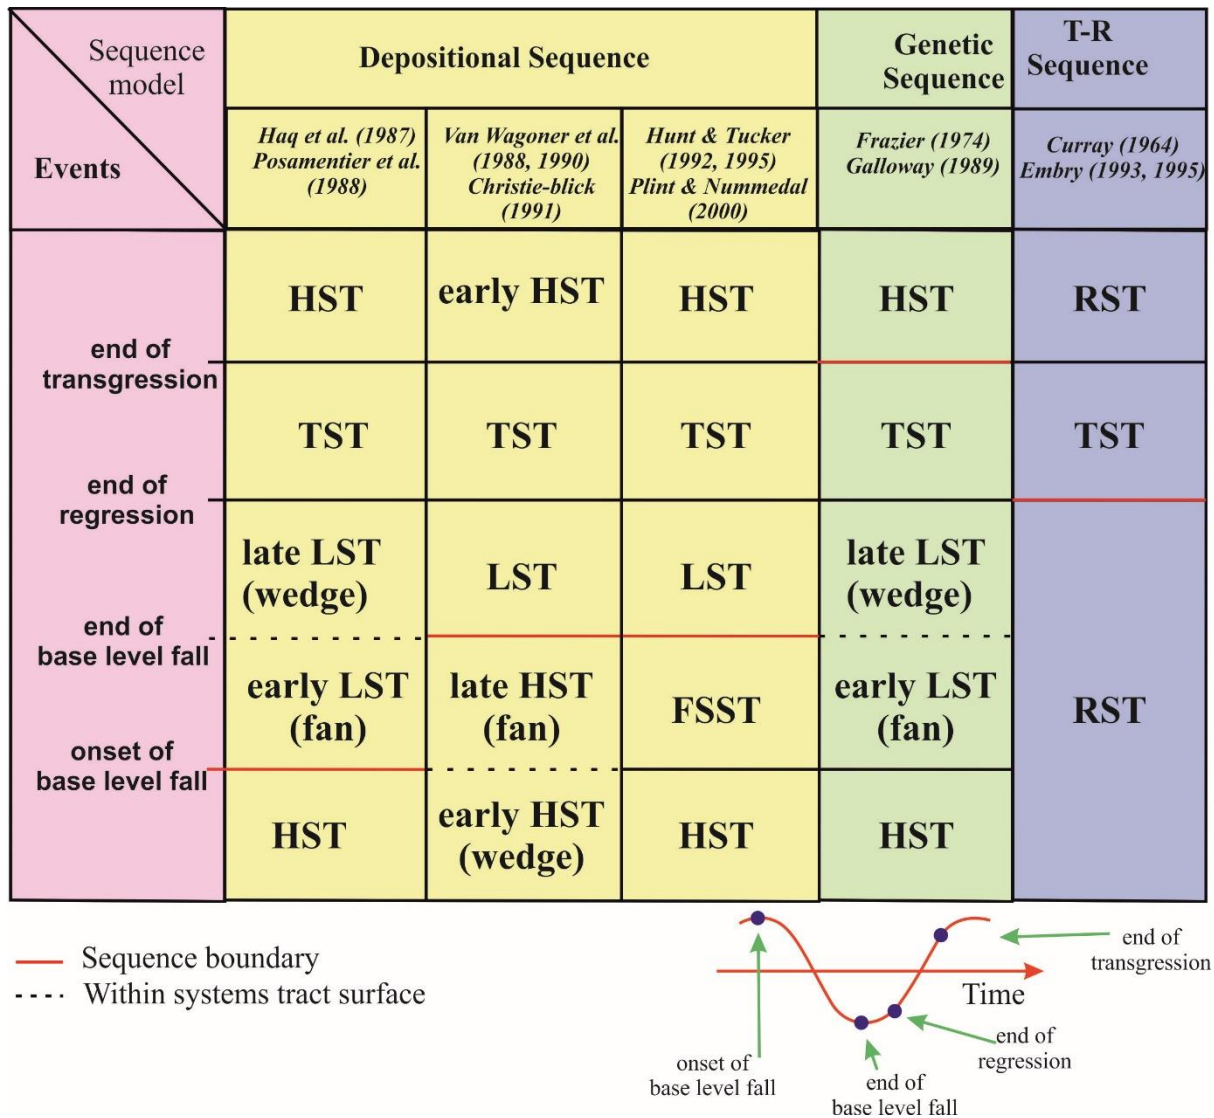 Sequence
model
Events
Depositional Sequence
Genetic
Sequence
T-R
Sequence
Haq et al. (1987)
Posamentier et al.
(1988)
Van Wagoner et al.
(1988, 1990)
Christie-blick
(1991)
Hunt & Tucker
(1992, 1995)
Plint & Nummedal
(2000)
Frazier (1974)
Galloway (1989)
Curray (1964)
Embry (1993, 1995)
HST
early HST
HST
HST
RST
end of
transgression
TST
TST
TST
TST
TST
end of
regression
late LST
(wedge)
LST
LST
late LST
(wedge)
end of
base level fall
early LST
(fan)
late HST
(fan)
FSST
early LST
(fan)
RST
onset of
base level fall
HST
early HST
(wedge)
HST
HST
Sequence boundary
Within systems tract surface
end of
transgression
Time
end of
regression
onset of
base level fall
end of
base level fall